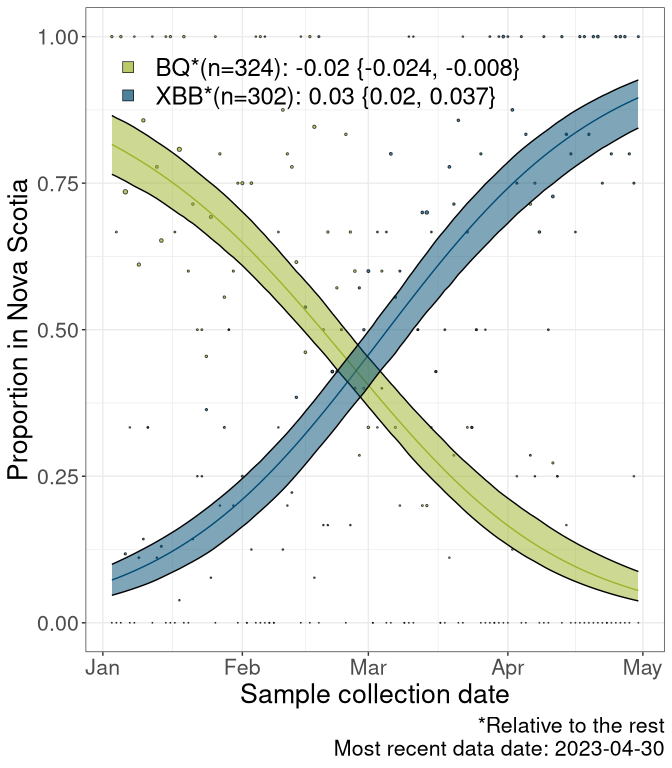 1.00
BQ*(n=324): -0.02 {-0.024, -0.008}
XBB*(n=302): 0.03 {0.02, 0.037}
0.75
Proportion in Nova Scotia
0.50
0.25
0.00
Jan Feb Mar Apr May
Sample collection date
*Relative to the rest
Most recent data date: 2023-04-30